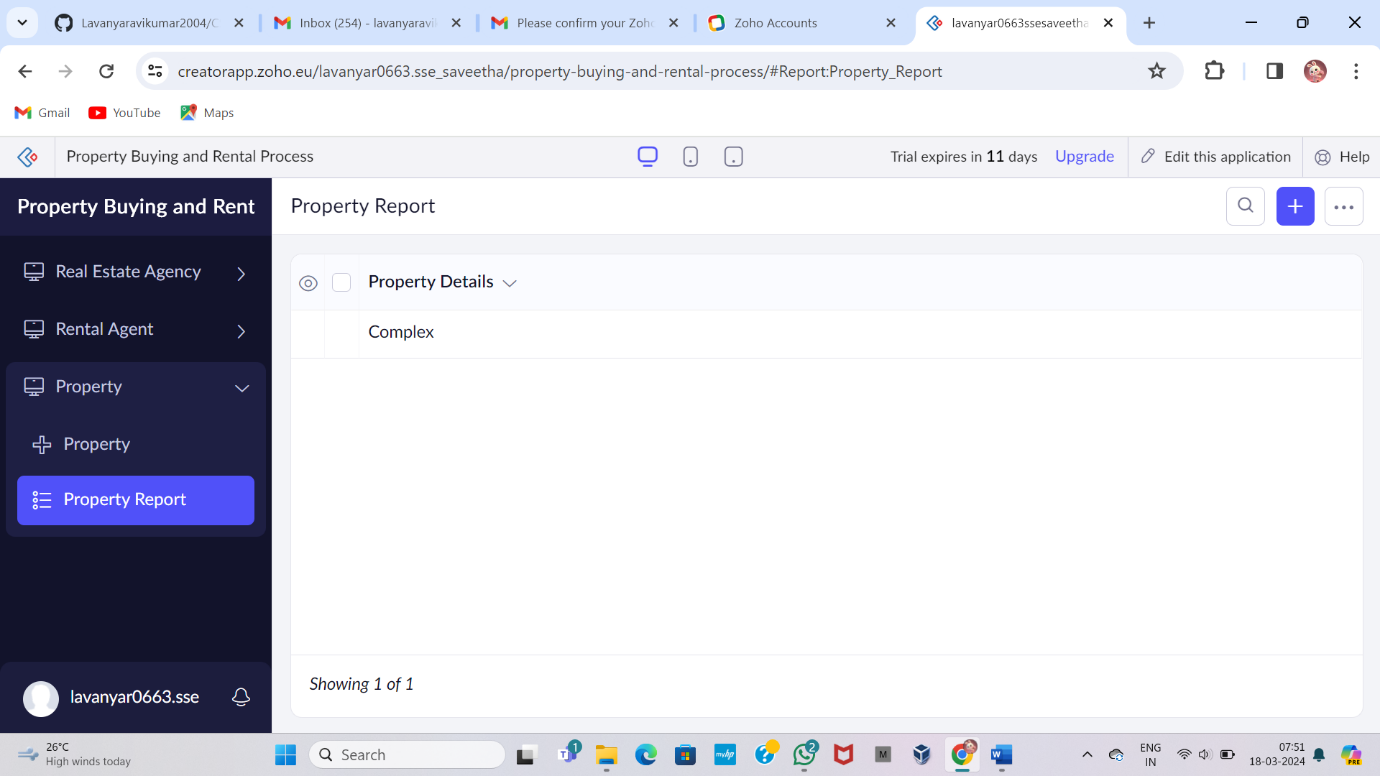 Lavanyaravikumar2004/C
Inbox (254) - lavanyaravik
Please confirm your Zoho
Zoho Accounts
lavanyar0663ssesaveetha
creatorapp.zoho.eu/lavanyar0663.sse_saveetha/property-buying-and-rental-process/#Report:Property_Report
Gmail
YouTube
Maps
Property Buying and Rental Process
Trial expires in 11 days
Upgrade
Edit this application
Help
Property Buying and Rent
Property Report
Real Estate Agency
Rental Agent
Property
Property
Property Report
Property Details
Complex
Showing 1 of 1
lavanyar0663.sse
26°C
High winds today
Search
1
2
M
ENG
IN
07:51
18-03-2024
PRE